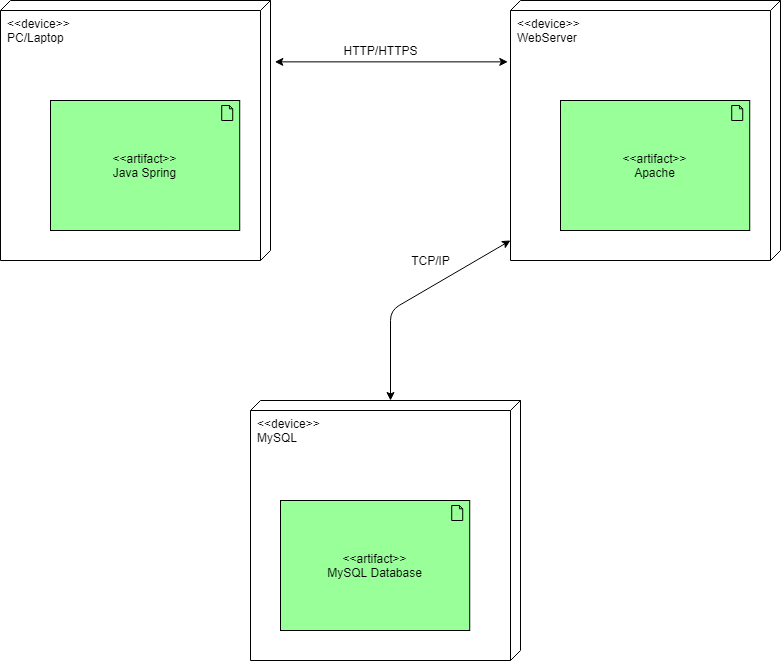 <<device>>
PC/Laptop
<<artifact>>
Java Spring
HTTP/HTTPS
<<device>>
WebServer
<<artifact>>
Apache
TCP/IP
<<device>>
MySQL
<<artifact>>
MySQL Database